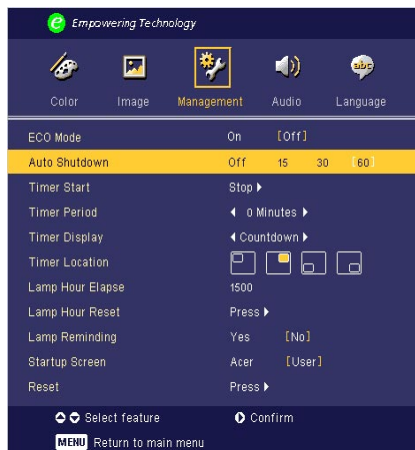 e Empowering Technology
abc
Color Image Management Audio Language
ECO Mode On [Off]
Auto Shutdown Off 15 30 [60]
Timer Start Stop
Timer Period 0 Minutes
Timer Display Countdown
Timer Location
Lamp Hour Elapse 1500
Lamp Hour Reset Press
Lamp Reminding Yes [No]
Startup Screen Acer [User]
Reset Press
Select feature Confirm
MENU Return to main menu